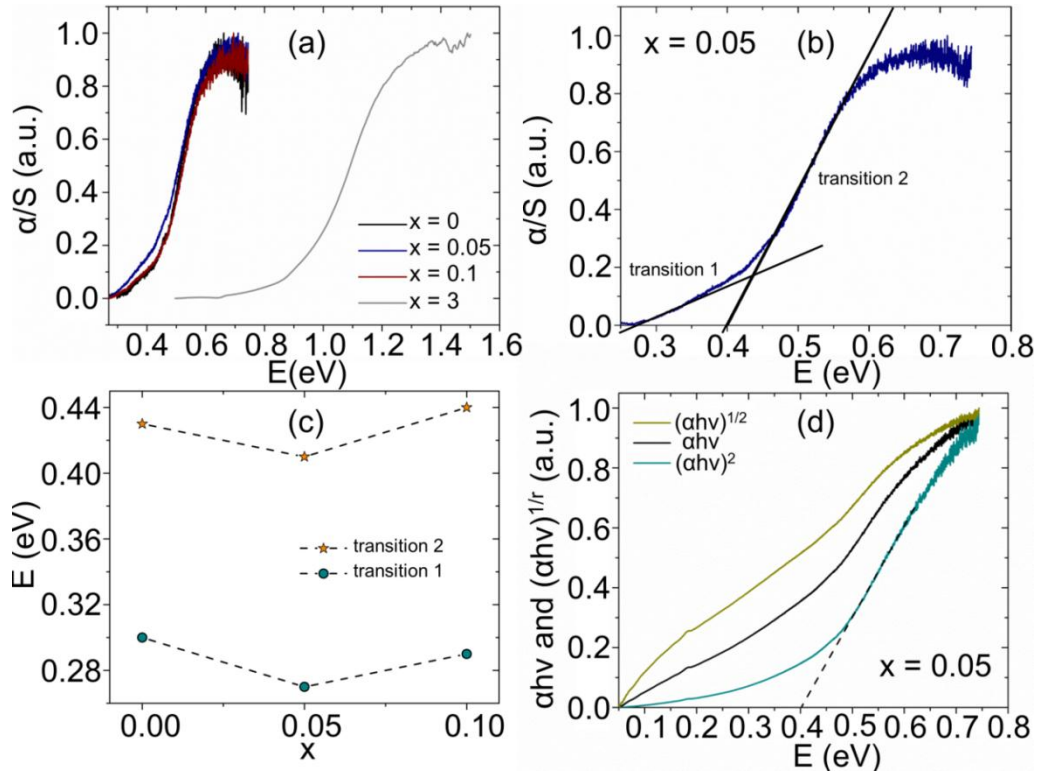 (a)
α/S (a.u.)
1.0
0.8
0.6
0.4
0.2
0.0
x = 0
x = 0.05
x = 0.1
x = 3
0.4 0.6 0.8 1.0 1.2 1.4 1.6
E(eV)
x = 0.05 (b)
α/S (a.u.)
1.0
0.8
0.6
0.4
0.2
0.0
transition 2
transition 1
0.3 0.4 0.5 0.6 0.7 0.8
E (eV)
(c)
E (eV)
0.44
0.40
0.36
0.32
0.28
transition 2
transition 1
0.00 0.05 0.10
x
(d)
αhν and (αhν)^1/r (a.u.)
1.0
0.8
0.6
0.4
0.2
0.0
(αhν)^1/2
αhν
(αhν)^2
x = 0.05
0.1 0.2 0.3 0.4 0.5 0.6 0.7 0.8
E (eV)